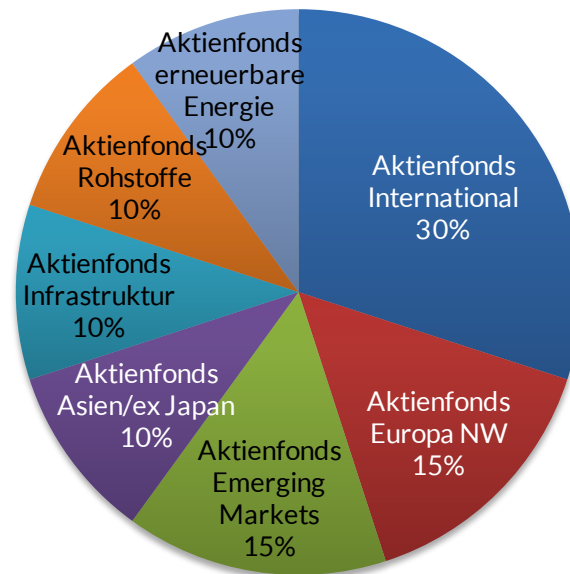 Aktienfonds
erneuerbare
Energie
10%
Aktienfonds
International
30%
Aktienfonds
Rohstoffe
10%
Aktienfonds
Infrastruktur
10%
Aktienfonds
Asien/ex Japan
10%
Aktienfonds
Europa NW
15%
Aktienfonds
Emerging
Markets
15%